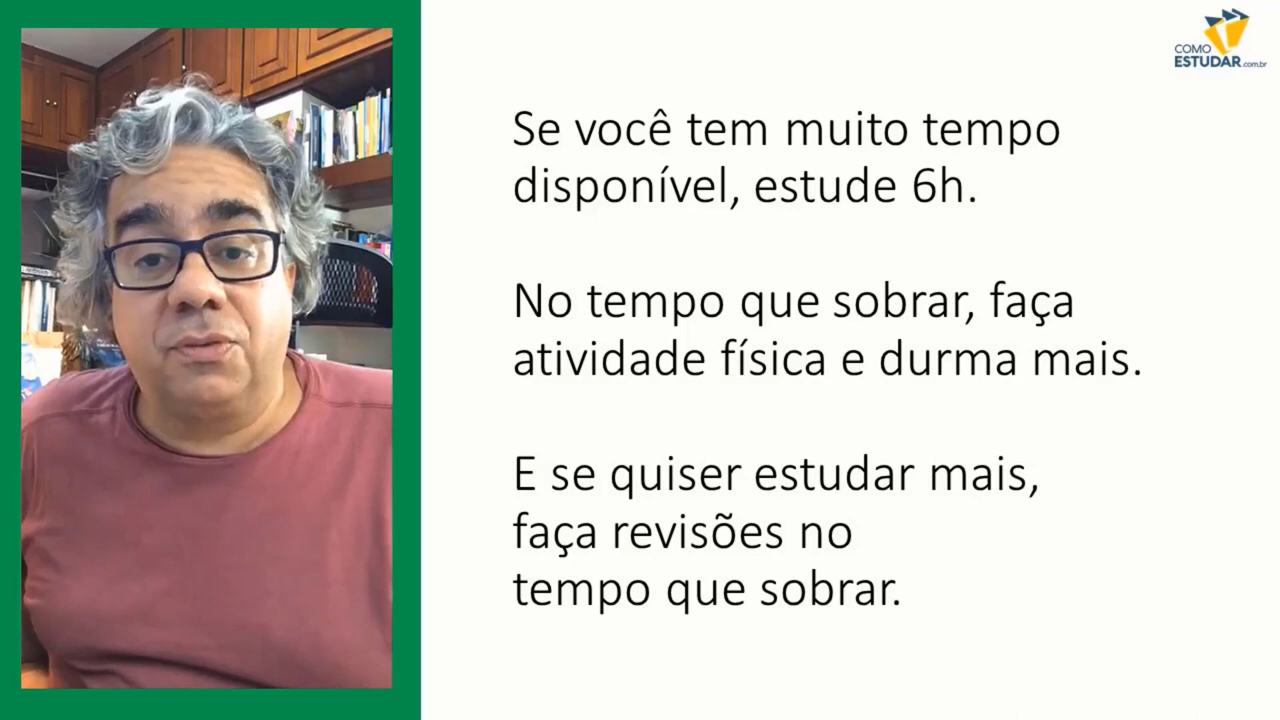 COMO
ESTUDAR.com.br
Se você tem muito tempo
disponível, estude 6h.
No tempo que sobrar, faça
atividade física e durma mais.
E se quiser estudar mais,
faça revisões no
tempo que sobrar.